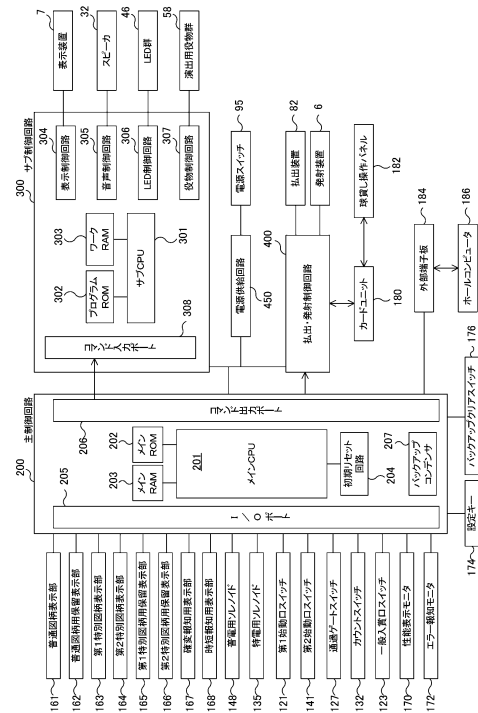 200
主制御回路
205
I/Oポート
203
メインRAM
202
メインROM
206
コマンド出力ポート
201
メインCPU
初期リセット回路
204
207
バックアップコンデンサ
161
普通図柄表示部
162
普通図柄用保留表示部
163
第1特別図柄表示部
164
第2特別図柄表示部
165
第1特別図柄用保留表示部
166
第2特別図柄用保留表示部
167
確変報知用表示部
168
時短報知用表示部
148
普電用ソレノイド
135
特電用ソレノイド
121
第1始動口スイッチ
141
第2始動口スイッチ
127
通過ゲートスイッチ
132
カウントスイッチ
123
一般入賞口スイッチ
170
性能表示モニタ
172
エラー報知モニタ
174
設定キー
バックアップクリアスイッチ
176
300
サブ制御回路
コマンド入力ポート
308
302
プログラムROM
303
ワークRAM
サブCPU
301
304
表示制御回路
305
音声制御回路
306
LED制御回路
307
役物制御回路
表示装置
7
スピーカ
32
LED群
46
演出用役物群
58
電源供給回路
450
電源スイッチ
95
400
払出・発射制御回路
払出装置
82
発射装置
6
カードユニット
180
球貸し操作パネル
182
外部端子板
184
ホールコンピュータ
186